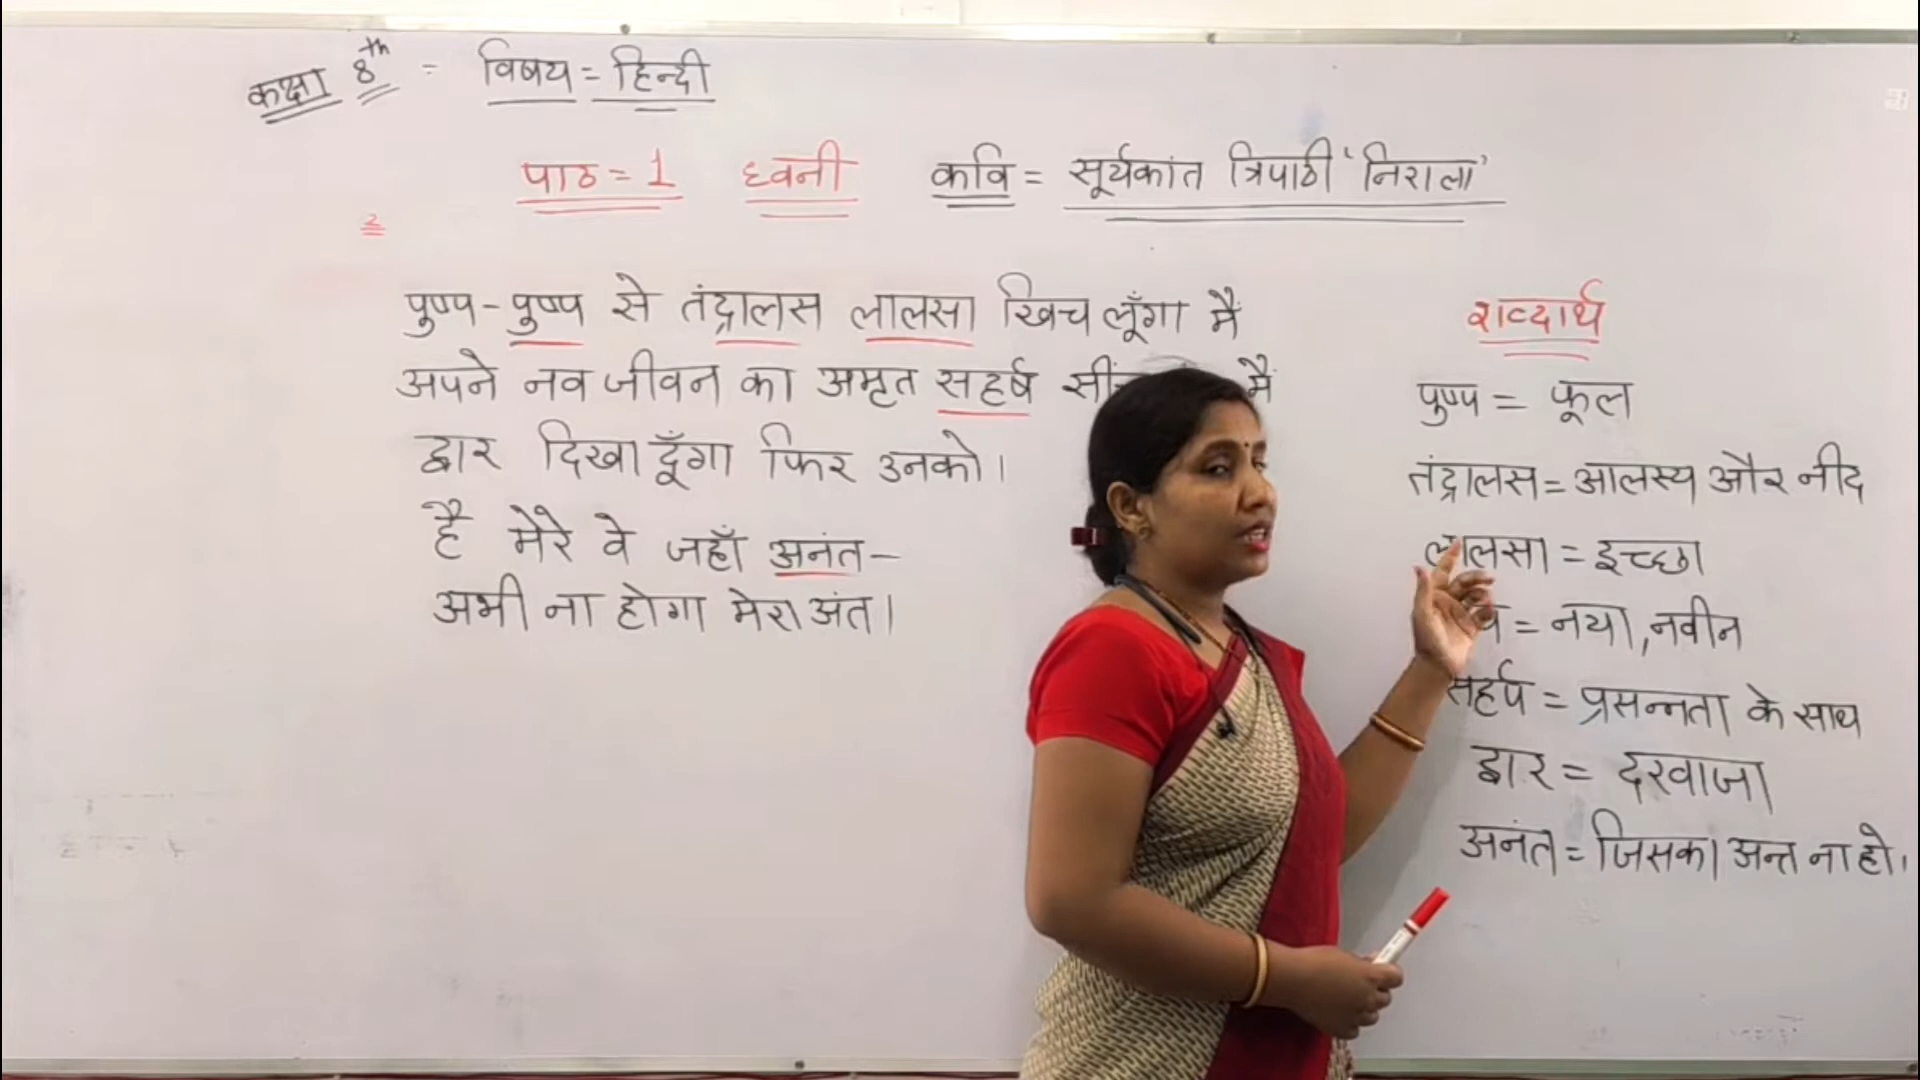 कक्षा 8th = विषय = हिन्दी
पाठ = 1 ध्वनी कवि = सूर्यकांत त्रिपाठी 'निराला'
2
पुष्प-पुष्प से तंद्रालस लालसा खिच लूँगा मैं
अपने नव जीवन का अमृत सहर्ष मैं
द्वार दिखा दूँगा फिर उनको।
है मेरे वे जहाँ अनंत-
अभी ना होगा मेरा अंत।
शब्दार्थ
पुष्प = फूल
तंद्रालस = आलस्य और नीद
लालसा = इच्छा
= नया, नवीन
सहर्ष = प्रसन्नता के साथ
द्वार = दरवाजा
अनंत = जिसका अन्त ना हो।